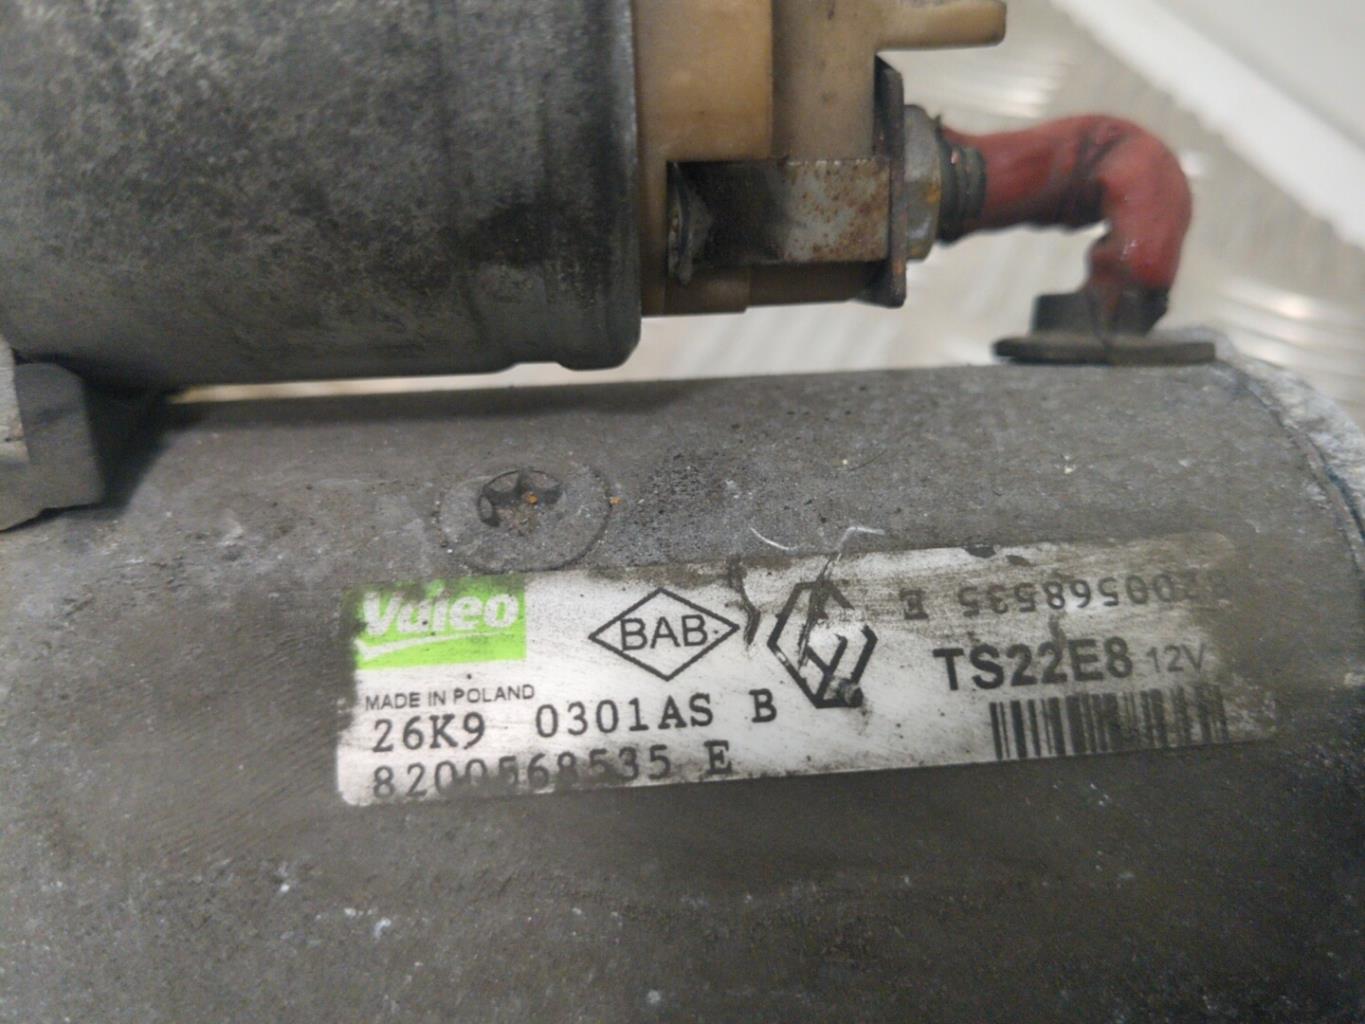 Valeo
BAB
8200568535 E
TS22E8 12V
MADE IN POLAND
26K9 0301AS B
8200568535 E